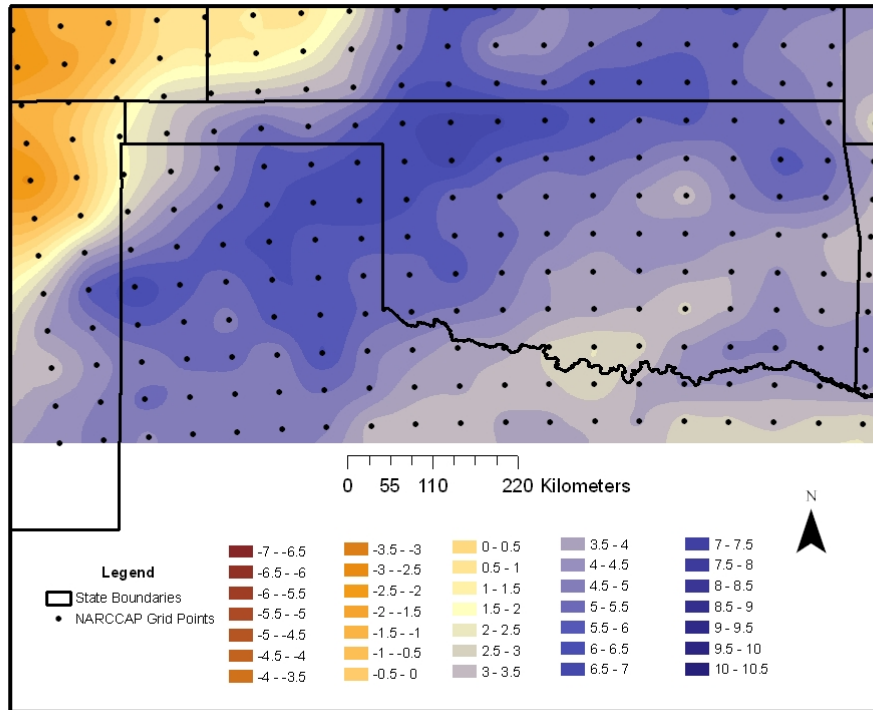 0 55 110 220 Kilometers
N
Legend
State Boundaries
NARCCAP Grid Points
-7 - -6.5
-6.5 - -6
-6 - -5.5
-5.5 - -5
-5 - -4.5
-4.5 - -4
-4 - -3.5
-3.5 - -3
-3 - -2.5
-2.5 - -2
-2 - -1.5
-1.5 - -1
-1 - -0.5
-0.5 - 0
0 - 0.5
0.5 - 1
1 - 1.5
1.5 - 2
2 - 2.5
2.5 - 3
3 - 3.5
3.5 - 4
4 - 4.5
4.5 - 5
5 - 5.5
5.5 - 6
6 - 6.5
6.5 - 7
7 - 7.5
7.5 - 8
8 - 8.5
8.5 - 9
9 - 9.5
9.5 - 10
10 - 10.5